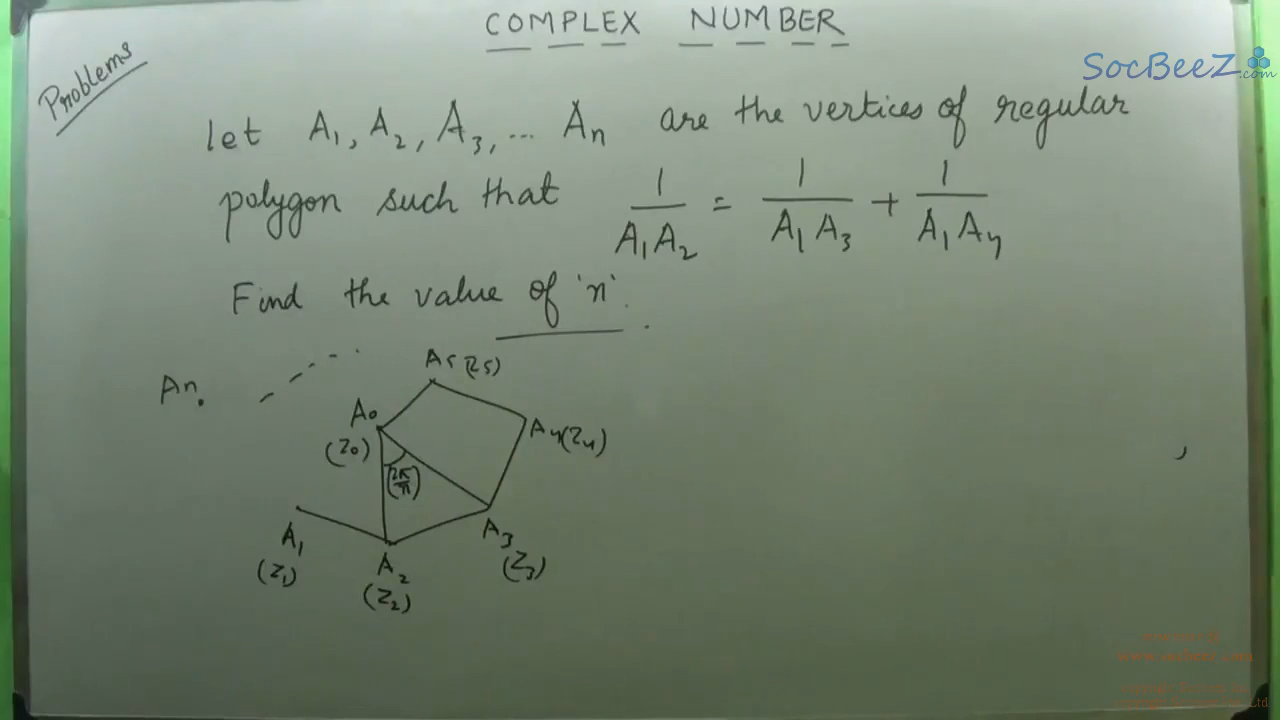 COMPLEX NUMBER
Problems
SocBeeZ.com
let A₁, A₂, A₃, ... Aₙ are the vertices of regular
polygon such that 1/A₁A₂ = 1/A₁A₃ + 1/A₁A₄
Find the value of 'n'.
A₅ (Z₅)
An.
A₀
(Z₀)
A₄ (Z₄)
(2π/n)
A₁
(Z₁)
A₂
(Z₂)
A₃
(Z₃)